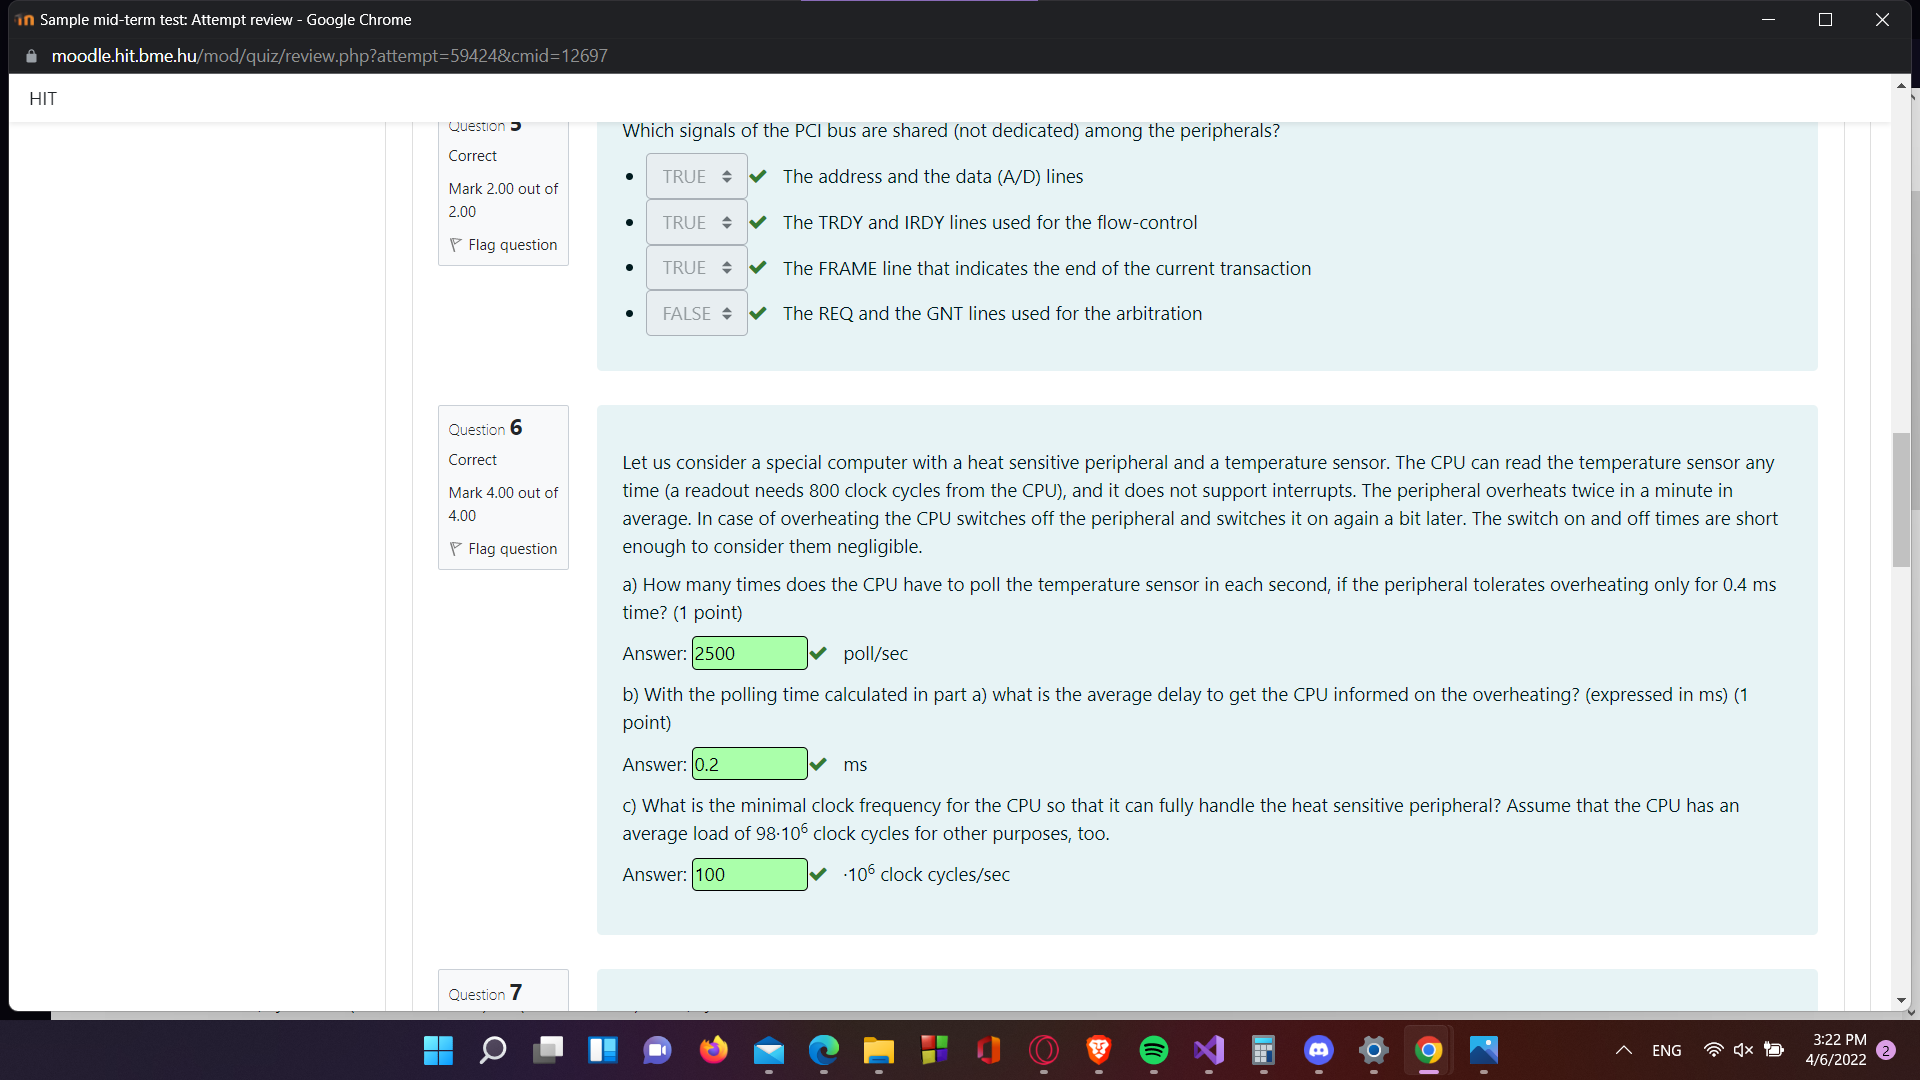 Sample mid-term test: Attempt review - Google Chrome
moodle.hit.bme.hu/mod/quiz/review.php?attempt=59424&cmid=12697
HIT
Question 5
Correct
Mark 2.00 out of
2.00
Flag question
Which signals of the PCI bus are shared (not dedicated) among the peripherals?
TRUE The address and the data (A/D) lines
TRUE The TRDY and IRDY lines used for the flow-control
TRUE The FRAME line that indicates the end of the current transaction
FALSE The REQ and the GNT lines used for the arbitration
Question 6
Correct
Mark 4.00 out of
4.00
Flag question
Let us consider a special computer with a heat sensitive peripheral and a temperature sensor. The CPU can read the temperature sensor any
time (a readout needs 800 clock cycles from the CPU), and it does not support interrupts. The peripheral overheats twice in a minute in
average. In case of overheating the CPU switches off the peripheral and switches it on again a bit later. The switch on and off times are short
enough to consider them negligible.
a) How many times does the CPU have to poll the temperature sensor in each second, if the peripheral tolerates overheating only for 0.4 ms
time? (1 point)
Answer: 2500 poll/sec
b) With the polling time calculated in part a) what is the average delay to get the CPU informed on the overheating? (expressed in ms) (1
point)
Answer: 0.2 ms
c) What is the minimal clock frequency for the CPU so that it can fully handle the heat sensitive peripheral? Assume that the CPU has an
average load of 98·10⁶ clock cycles for other purposes, too.
Answer: 100 ·10⁶ clock cycles/sec
Question 7
ENG
3:22 PM
4/6/2022
2